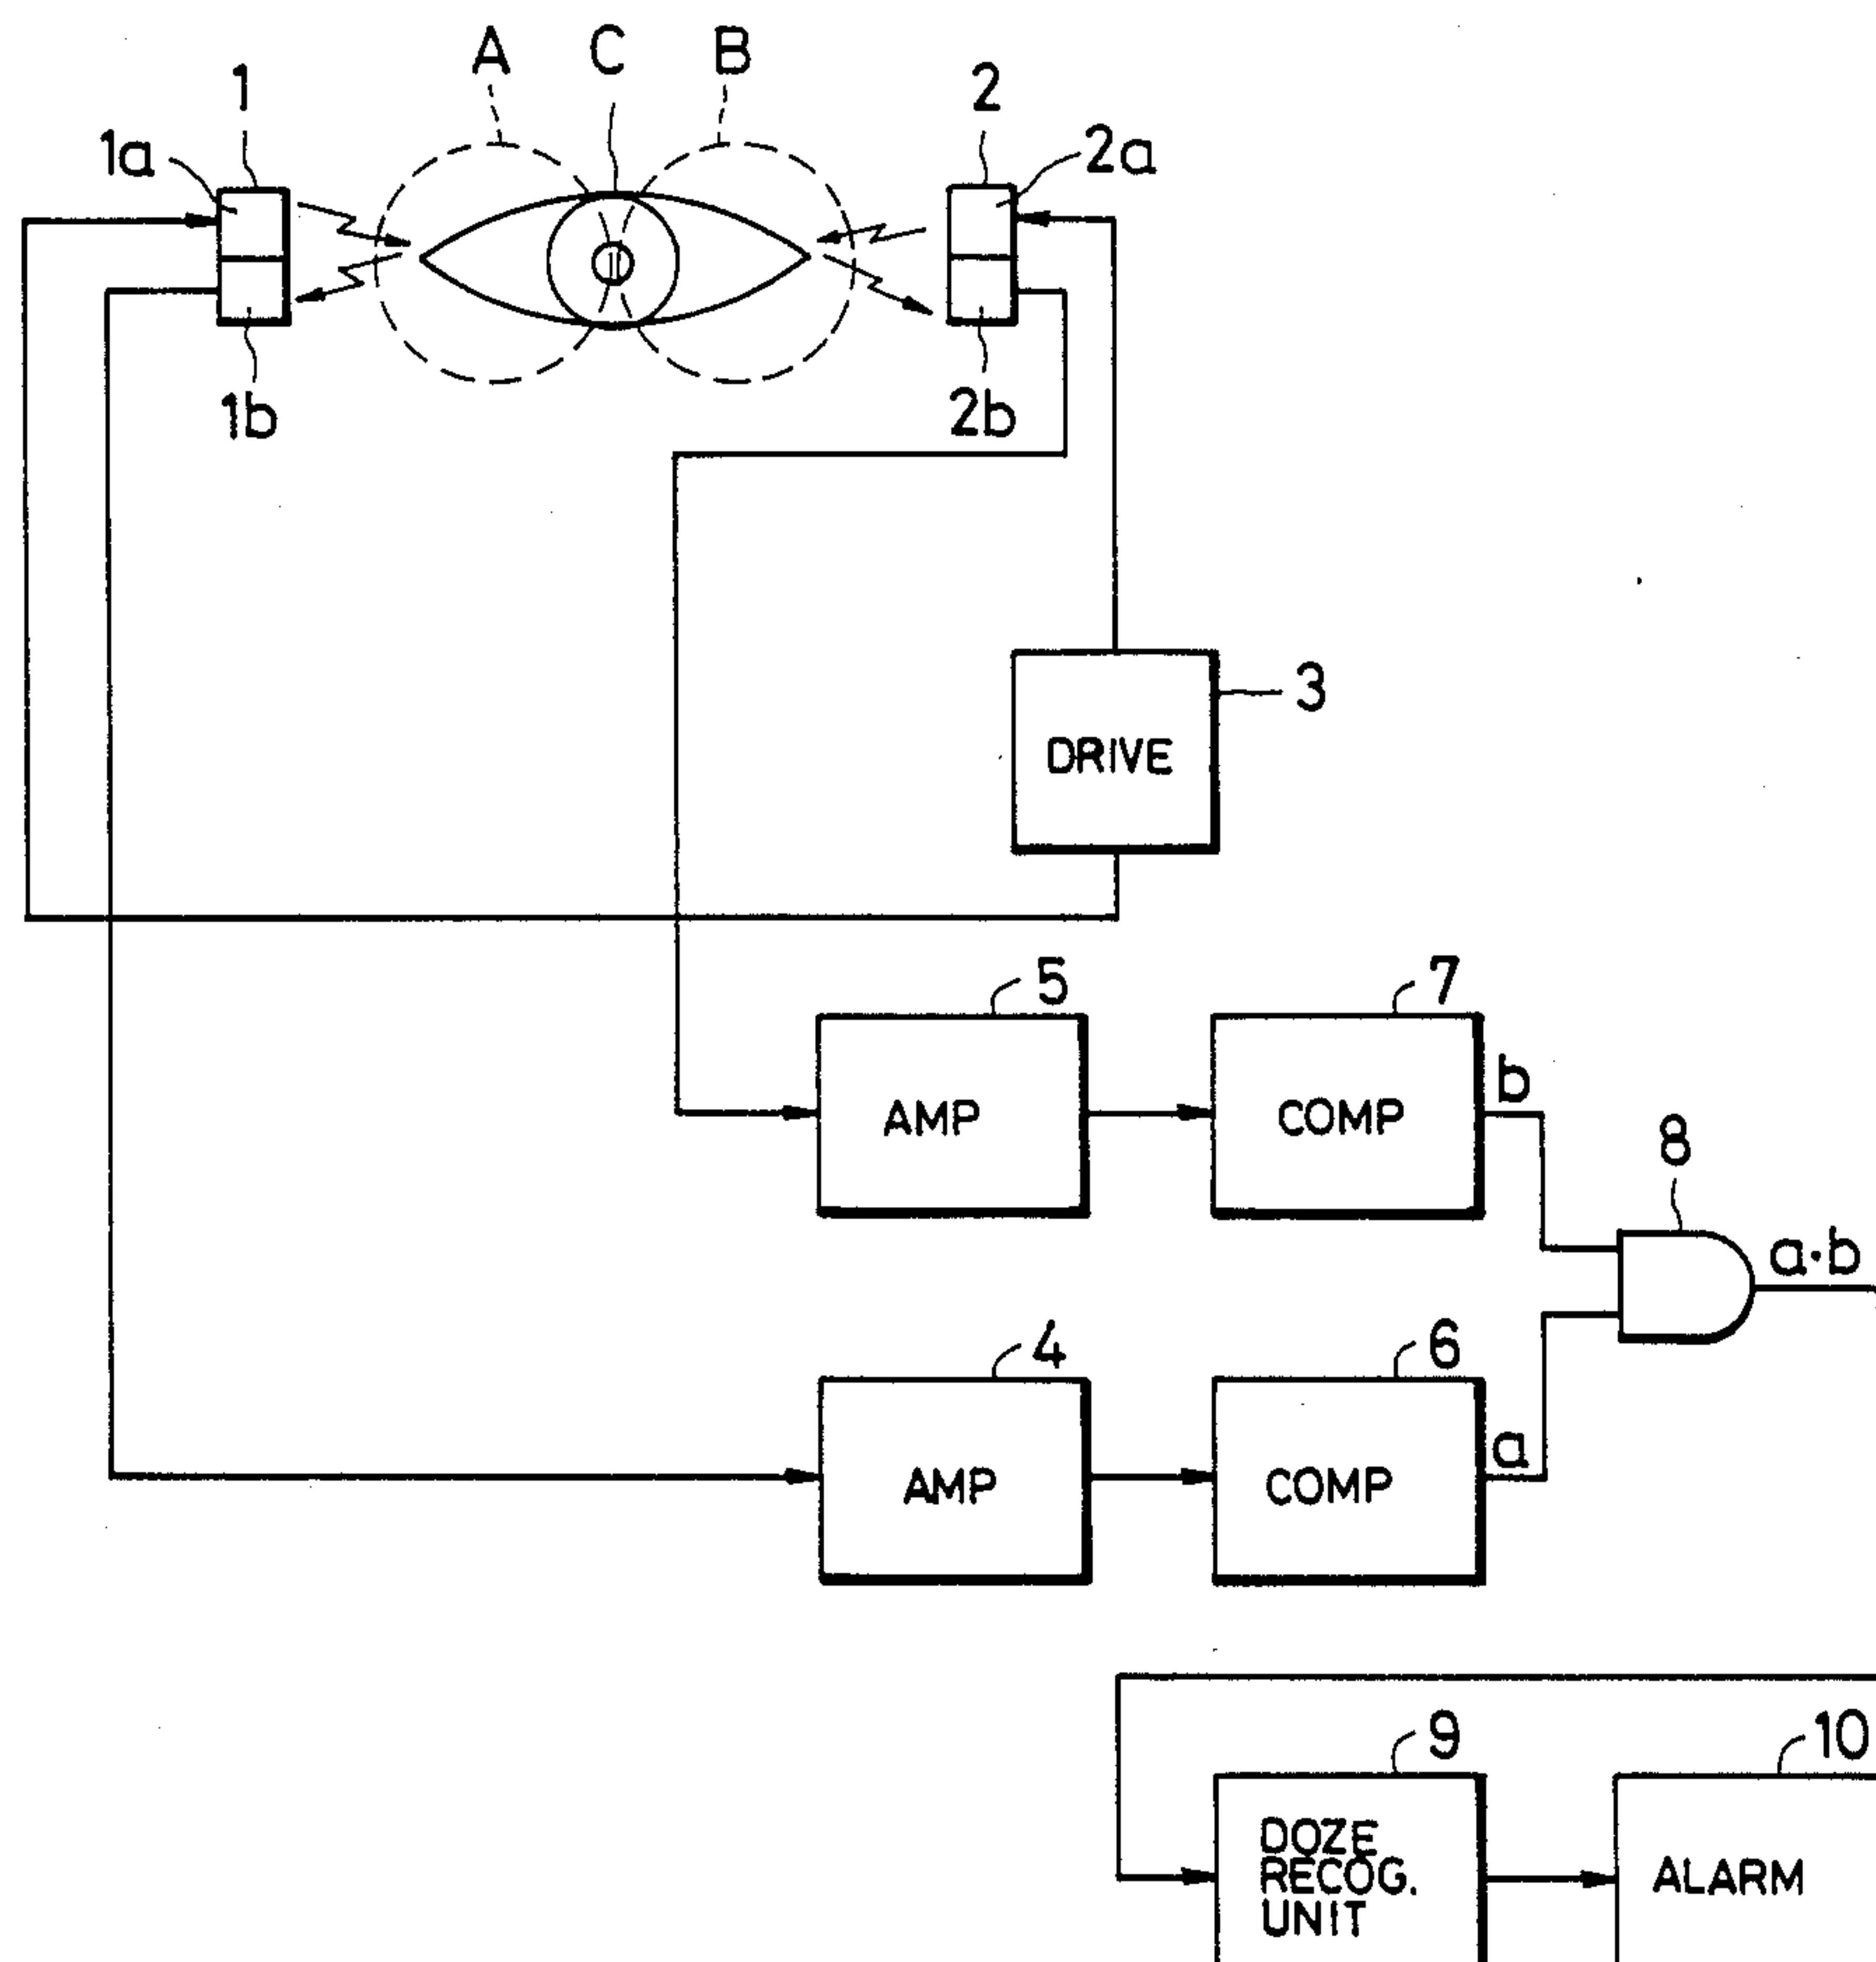 A C B
1 2
1a 2a
1b 2b
3
DRIVE
5 7
b
AMP COMP
8
a·b
4 6
a
AMP COMP
9 10
DOZE
RECOG.
UNIT
ALARM